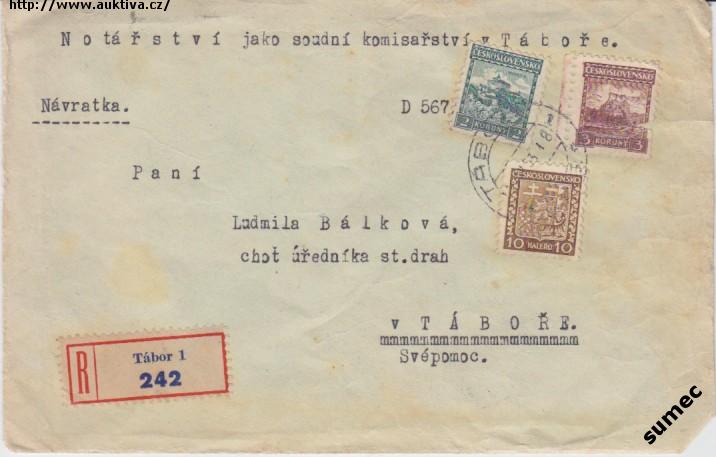 http://www.auktiva.cz/
Notářství jako soudní komisařství v Táboře.
Návratka.
D 567
ČESKOSLOVENSKO
2 KORUNY 2
ČESKOSLOVENSKO
3 KORUNY 3
Paní
ČESKOSLOVENSKO
10 HALÉŘŮ 10
Ludmila Bálková,
choť úředníka st.drah
v TÁBOŘE.
Svépomoc.
R
Tábor 1
242
sumec